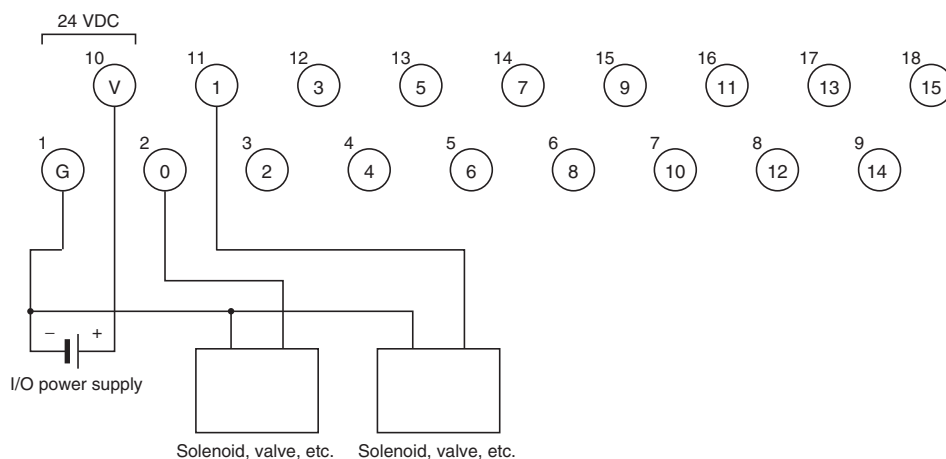 24 VDC
10 11 12 13 14 15 16 17 18
V 1 3 5 7 9 11 13 15
1 2 3 4 5 6 7 8 9
G 0 2 4 6 8 10 12 14
− +
I/O power supply
Solenoid, valve, etc. Solenoid, valve, etc.